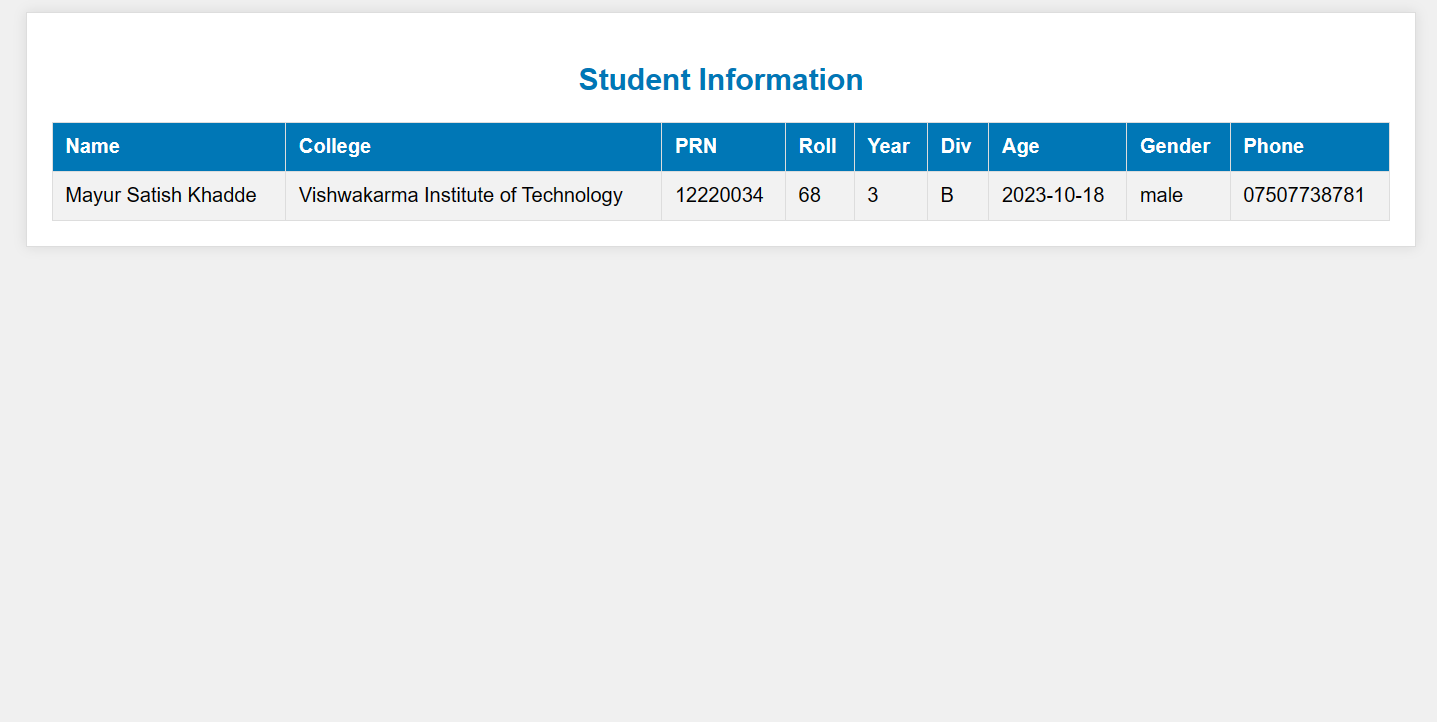 Student Information
Name College PRN Roll Year Div Age Gender Phone
Mayur Satish Khadde Vishwakarma Institute of Technology 12220034 68 3 B 2023-10-18 male 07507738781